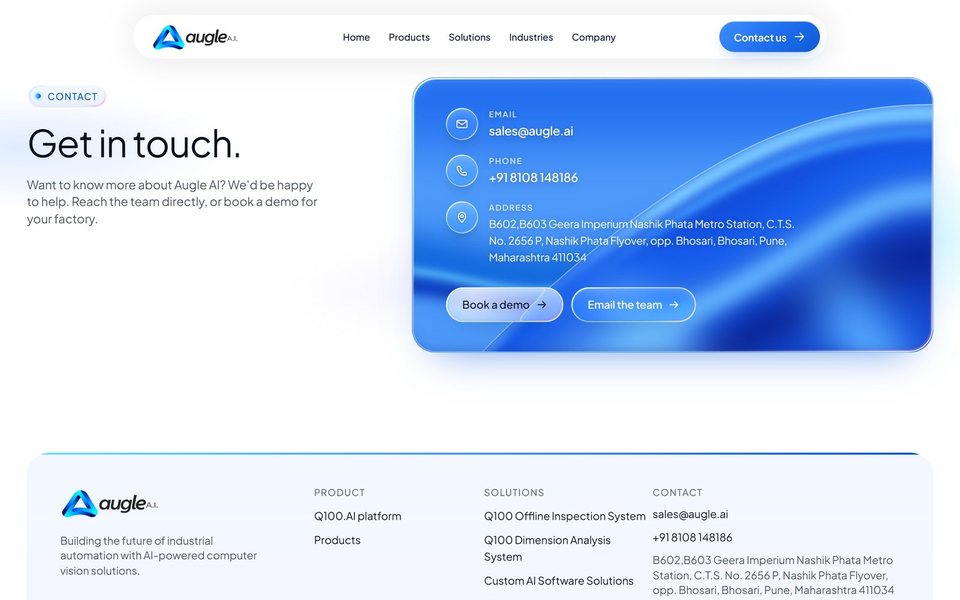 augle A.I.
Home
Products
Solutions
Industries
Company
Contact us
CONTACT
Get in touch.
Want to know more about Augle AI? We'd be happy
to help. Reach the team directly, or book a demo for
your factory.
EMAIL
sales@augle.ai
PHONE
+91 8108 148186
ADDRESS
B602,B603 Geera Imperium Nashik Phata Metro Station, C.T.S.
No. 2656 P, Nashik Phata Flyover, opp. Bhosari, Bhosari, Pune,
Maharashtra 411034
Book a demo
Email the team
augle A.I.
Building the future of industrial
automation with AI-powered computer
vision solutions.
PRODUCT
Q100.AI platform
Products
SOLUTIONS
Q100 Offline Inspection System
Q100 Dimension Analysis
System
Custom AI Software Solutions
CONTACT
sales@augle.ai
+91 8108 148186
B602,B603 Geera Imperium Nashik Phata Metro
Station, C.T.S. No. 2656 P, Nashik Phata Flyover,
opp. Bhosari, Bhosari, Pune, Maharashtra 411034